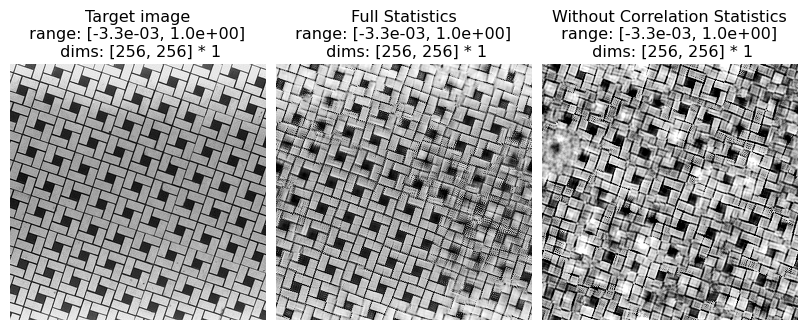 Target image
range: [-3.3e-03, 1.0e+00]
dims: [256, 256] * 1
Full Statistics
range: [-3.3e-03, 1.0e+00]
dims: [256, 256] * 1
Without Correlation Statistics
range: [-3.3e-03, 1.0e+00]
dims: [256, 256] * 1